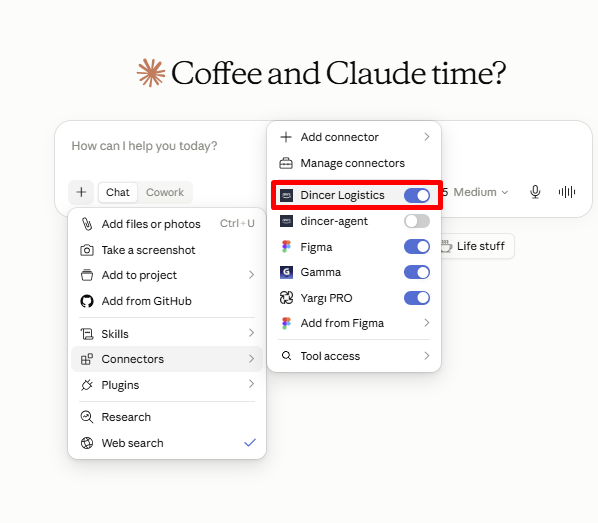 Coffee and Claude time?
How can I help you today?
Chat
Cowork
5 Medium
Life stuff
Add files or photos Ctrl+U
Take a screenshot
Add to project
Add from GitHub
Skills
Connectors
Plugins
Research
Web search
Add connector
Manage connectors
Dincer Logistics
dincer-agent
Figma
Gamma
Yargı PRO
Add from Figma
Tool access